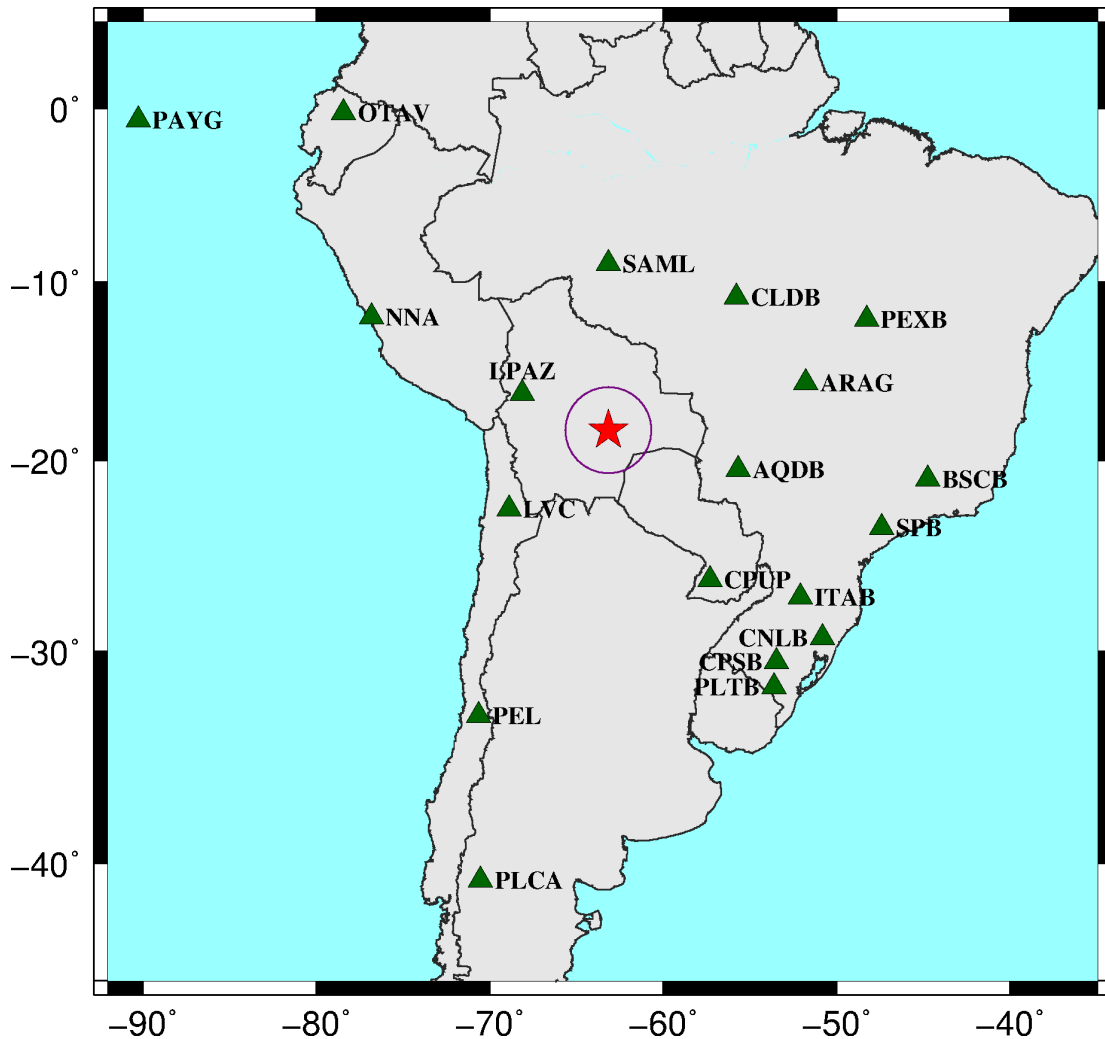 0°
PAYG
OTAV
SAML
−10°
CLDB
NNA
PEXB
LPAZ
ARAG
−20°
AQDB
BSCB
LVC
SPB
CPUP
ITAB
CNLB
−30°
CPSB
PLTB
PEL
−40°
PLCA
−90° −80° −70° −60° −50° −40°